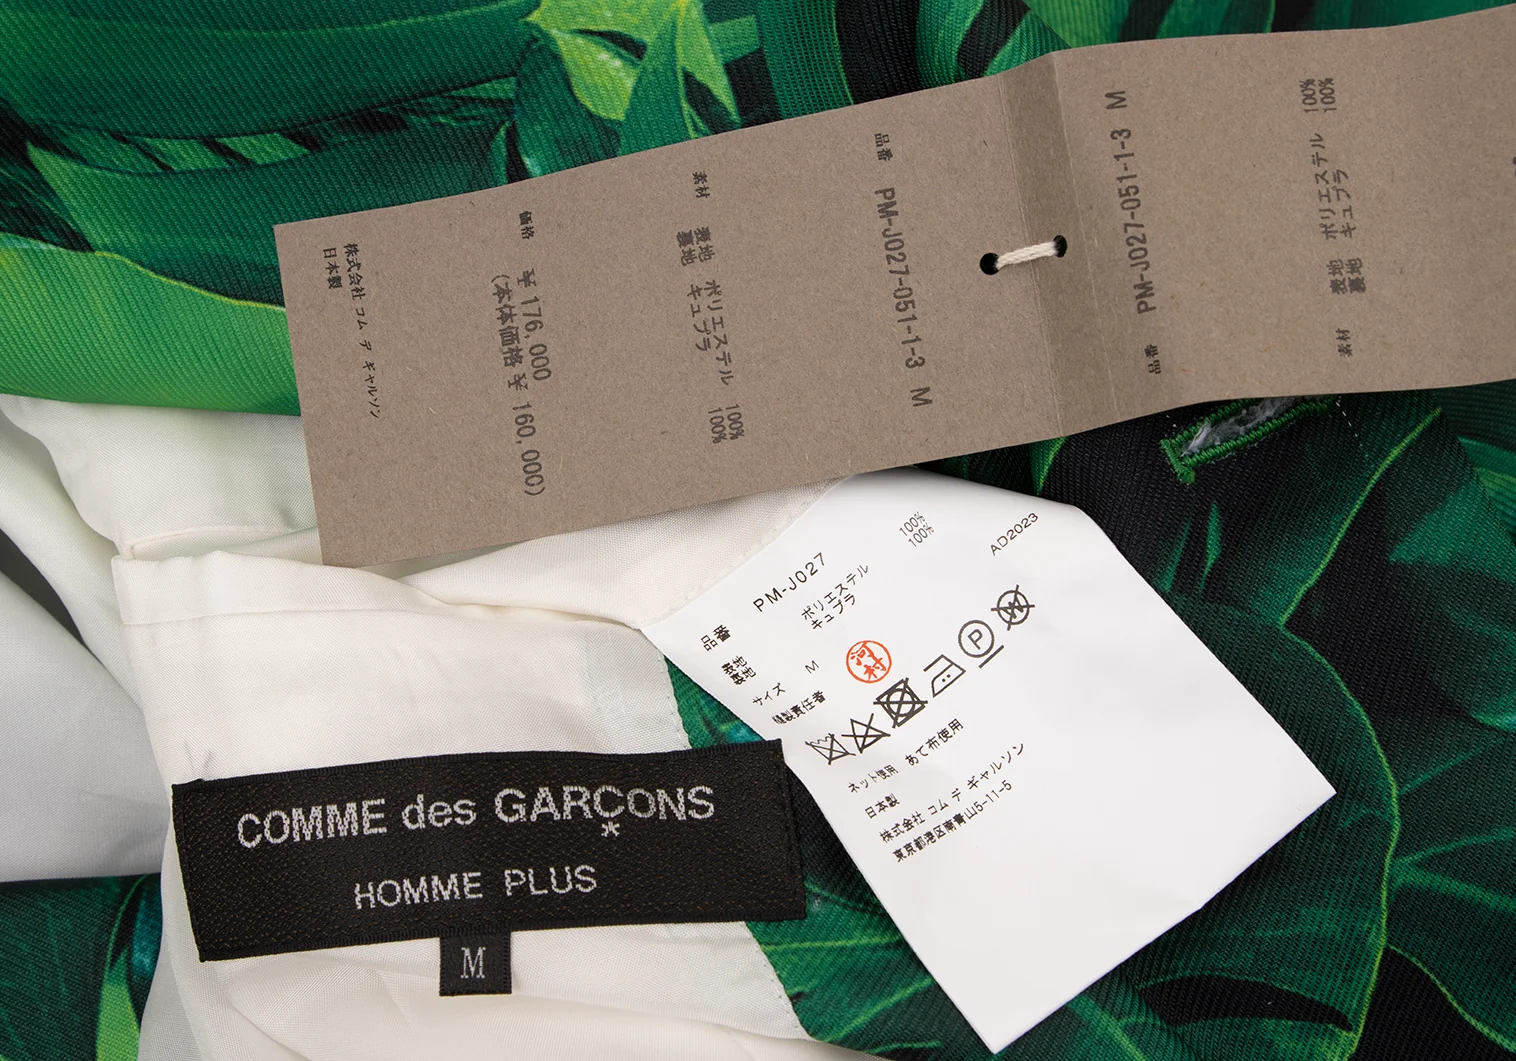 品番 PM-J027-051-1-3 M
素材 表地 ポリエステル 100%
裏地 キュプラ 100%
価格 ¥176,000
(本体価格 ¥160,000)
株式会社 コム デ ギャルソン
日本製
品番 PM-J027-051-1-3 M
素材 表地 ポリエステル 100%
裏地 キュプラ 100%
品番 PM-J027
表地 ポリエステル 100%
裏地 キュプラ 100%
サイズ M
縫製責任者 河村
AD2023
P
W
ネット使用 あて布使用
日本製
株式会社 コム デ ギャルソン
東京都港区南青山5-11-5
COMME des GARÇONS
HOMME PLUS
M